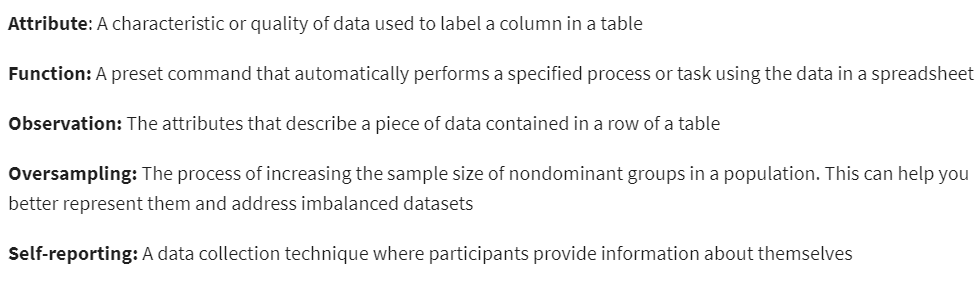 Attribute: A characteristic or quality of data used to label a column in a table
Function: A preset command that automatically performs a specified process or task using the data in a spreadsheet
Observation: The attributes that describe a piece of data contained in a row of a table
Oversampling: The process of increasing the sample size of nondominant groups in a population. This can help you
better represent them and address imbalanced datasets
Self-reporting: A data collection technique where participants provide information about themselves